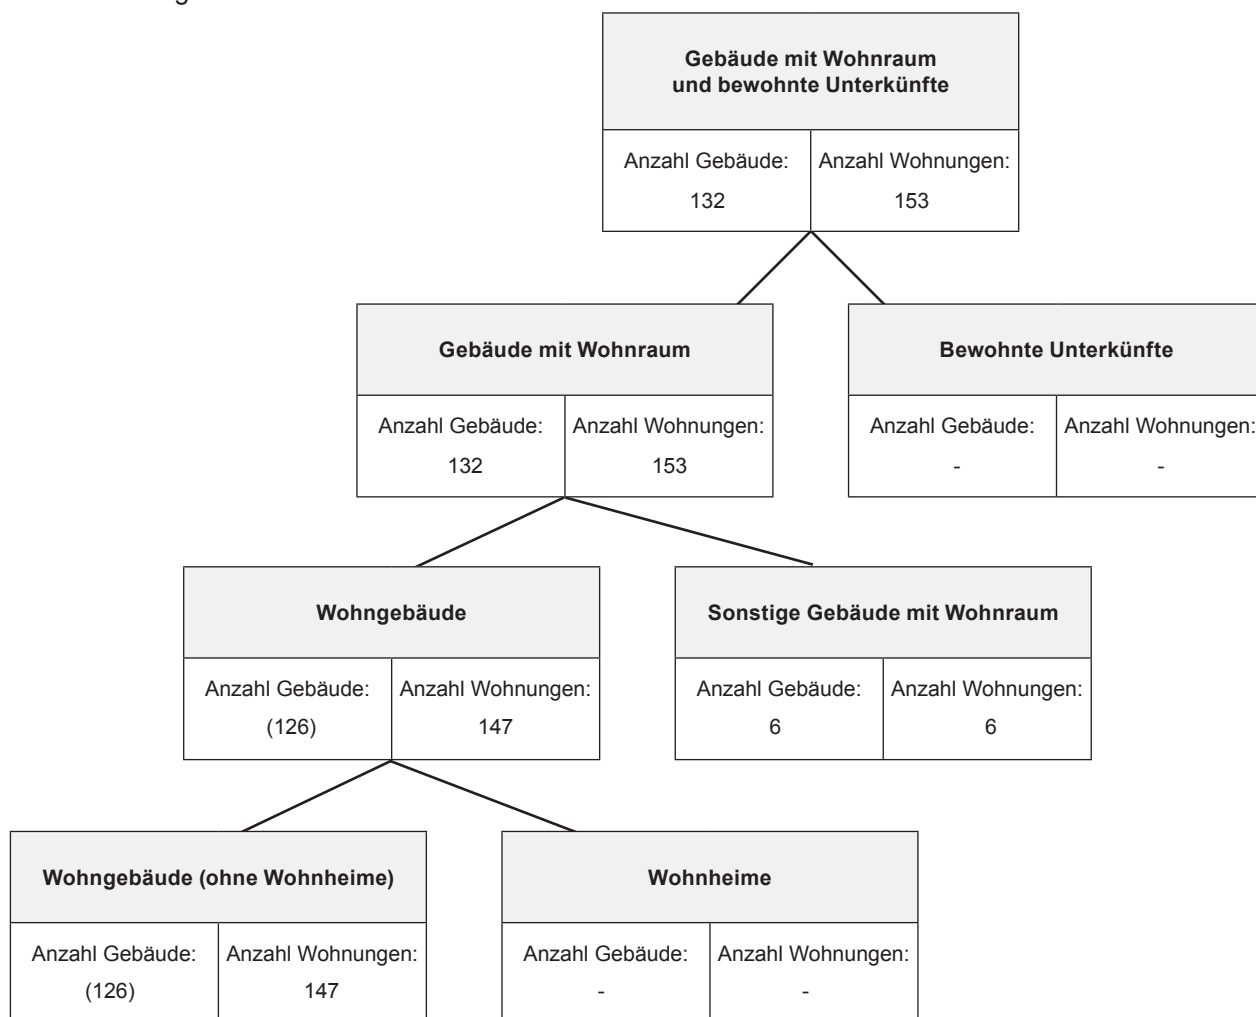 Gebäude mit Wohnraum
und bewohnte Unterkünfte
Anzahl Gebäude: Anzahl Wohnungen:
132 153
Gebäude mit Wohnraum
Bewohnte Unterkünfte
Anzahl Gebäude: Anzahl Wohnungen:
132 153
Anzahl Gebäude: Anzahl Wohnungen:
- -
Wohngebäude
Sonstige Gebäude mit Wohnraum
Anzahl Gebäude: Anzahl Wohnungen:
(126) 147
Anzahl Gebäude: Anzahl Wohnungen:
6 6
Wohngebäude (ohne Wohnheime)
Wohnheime
Anzahl Gebäude: Anzahl Wohnungen:
(126) 147
Anzahl Gebäude: Anzahl Wohnungen:
- -